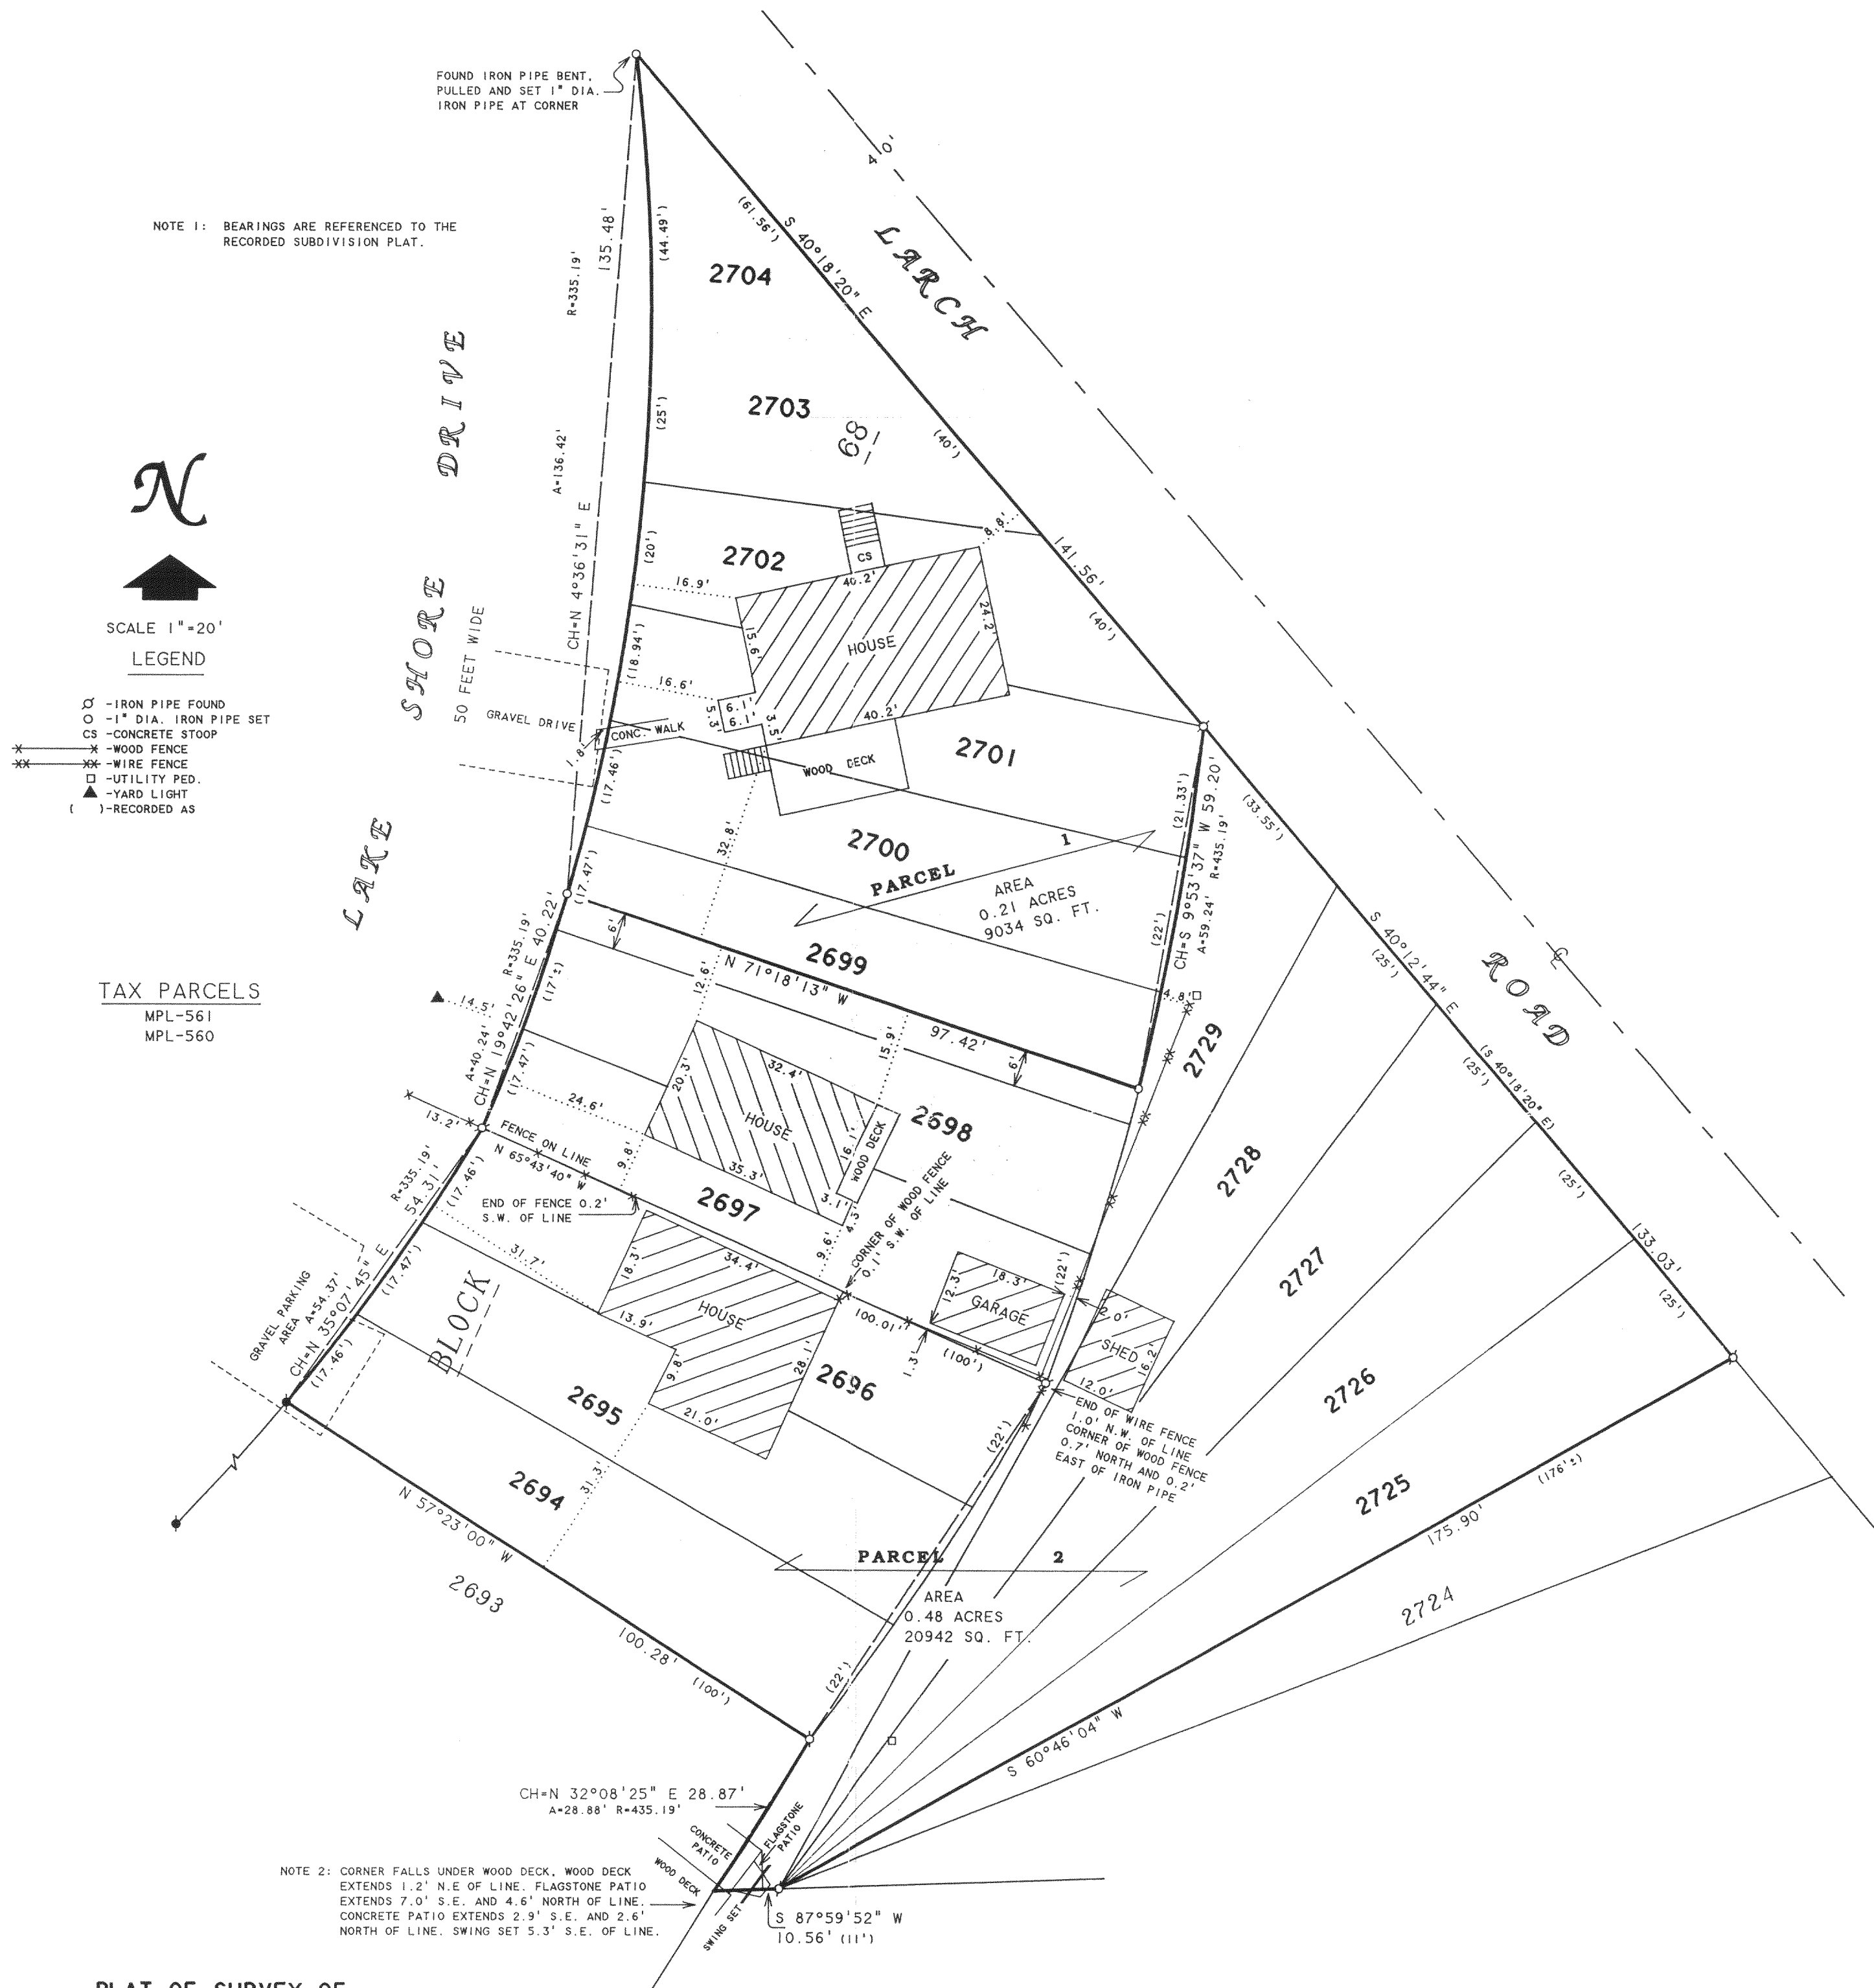 FOUND IRON PIPE BENT,
PULLED AND SET 1" DIA.
IRON PIPE AT CORNER
4 0'
LARCH
(61.56')
S 40°18'20" E
NOTE 1: BEARINGS ARE REFERENCED TO THE
RECORDED SUBDIVISION PLAT.
135.48'
R=335.19'
(44.49')
2704
2703
68
(25')
(40')
DRIVE
A=136.42'
CH=N 4°36'31" E
N
SCALE 1"=20'
LEGEND
-IRON PIPE FOUND
-1" DIA. IRON PIPE SET
CS -CONCRETE STOOP
X X -WOOD FENCE
XX XX -WIRE FENCE
-UTILITY PED.
-YARD LIGHT
( )-RECORDED AS
SHORE
50 FEET WIDE
(20')
2702
CS
8.8'
141.56'
(40')
16.9'
40.2'
24.2'
HOUSE
15.6'
(18.94')
16.6'
6.1'
6.1'
5.3'
3.5'
40.2'
GRAVEL DRIVE
CONC. WALK
1.8'
(17.46')
WOOD DECK
2701
(21.33')
CH=S 9°53'37" W 59.20'
R=435.19'
A=59.24'
(33.55')
LAKE
32.8'
2700
PARCEL 1
AREA
0.21 ACRES
9034 SQ. FT.
(17.47')
(22')
6'
2699
N 71°18'13" W
97.42'
6'
12.6'
15.9'
4.8'
S 40°12'44" E
(25')
ROAD
TAX PARCELS
MPL-561
MPL-560
R=335.19'
CH=N 19°42'26" E 40.22'
A=40.24'
(17'±)
14.5'
(17.47')
24.6'
20.3'
32.4'
HOUSE
35.3'
16.1'
WOOD DECK
3.1'
4.3'
9.8'
9.6'
2698
2729
(25')
(S 40°18'20" E)
2728
(25')
13.2'
FENCE ON LINE
N 65°43'40" W
END OF FENCE 0.2'
S.W. OF LINE
2697
CORNER OF WOOD FENCE
0.1' S.W. OF LINE
R=335.19'
54.31'
(17.46')
CH=N 35°07'45" E
A=54.37'
GRAVEL PARKING
AREA
(17.47')
(17.46')
31.7'
18.3'
34.4'
HOUSE
13.9'
9.8'
28.1'
21.0'
100.01'
(100')
1.3'
12.3'
18.3'
GARAGE
(22')
2.0'
SHED
16.2'
12.0'
2727
133.03'
(25')
BLOCK
2696
2695
2694
31.3'
(22')
END OF WIRE FENCE
1.0' N.W. OF LINE
CORNER OF WOOD FENCE
0.7' NORTH AND 0.2'
EAST OF IRON PIPE
2726
2725
(176'±)
175.90'
N 57°23'00" W
2693
100.28'
(100')
PARCEL 2
AREA
0.48 ACRES
20942 SQ. FT.
2724
(22')
S 60°46'04" W
CH=N 32°08'25" E 28.87'
A=28.88' R=435.19'
CONCRETE
PATIO
FLAGSTONE
PATIO
WOOD DECK
SWING SET
NOTE 2: CORNER FALLS UNDER WOOD DECK. WOOD DECK
EXTENDS 1.2' N.E OF LINE. FLAGSTONE PATIO
EXTENDS 7.0' S.E. AND 4.6' NORTH OF LINE.
CONCRETE PATIO EXTENDS 2.9' S.E. AND 2.6'
NORTH OF LINE. SWING SET 5.3' S.E. OF LINE.
S 87°59'52" W
10.56' (11')
PLAT OF SURVEY OF